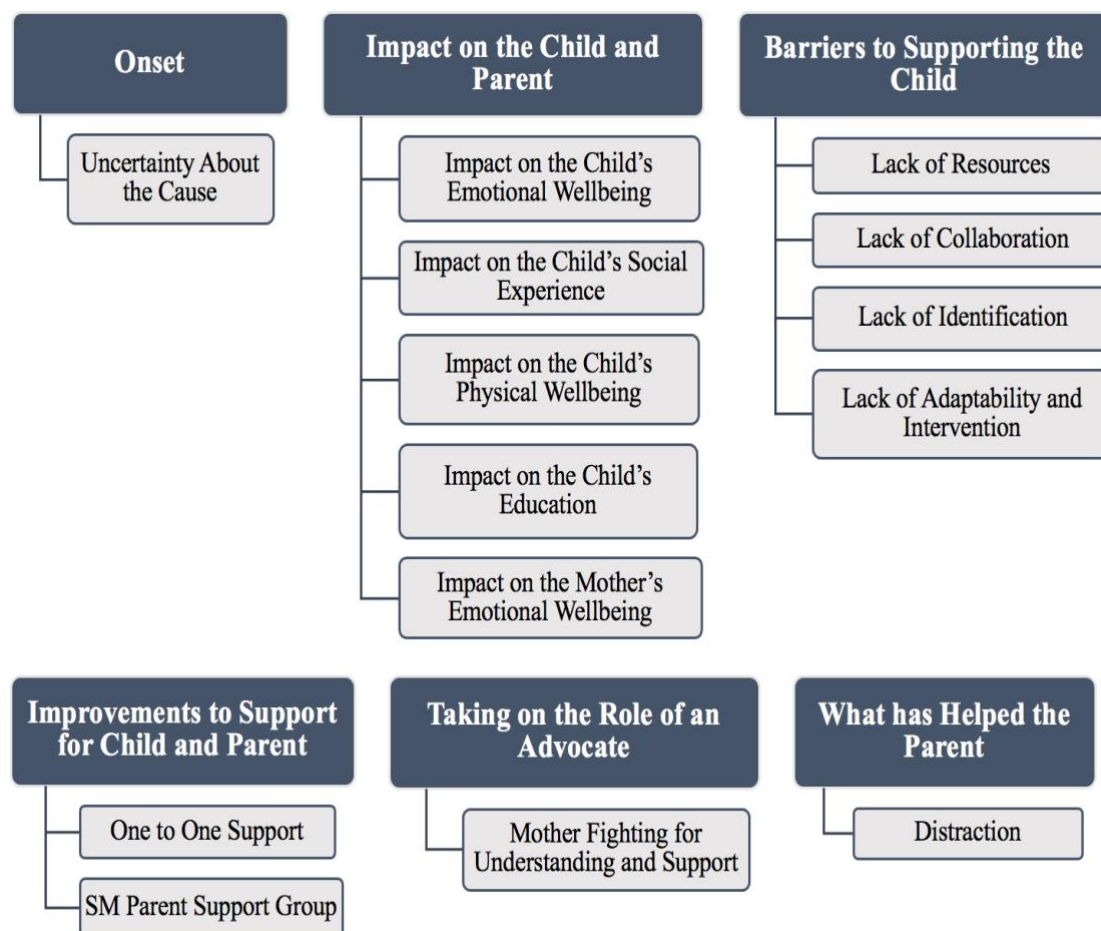 Onset
Uncertainty About
the Cause
Impact on the Child and
Parent
Impact on the Child's
Emotional Wellbeing
Impact on the Child's Social
Experience
Impact on the Child's
Physical Wellbeing
Impact on the Child's
Education
Impact on the Mother's
Emotional Wellbeing
Barriers to Supporting the
Child
Lack of Resources
Lack of Collaboration
Lack of Identification
Lack of Adaptability and
Intervention
Improvements to Support
for Child and Parent
One to One Support
SM Parent Support Group
Taking on the Role of an
Advocate
Mother Fighting for
Understanding and Support
What has Helped the
Parent
Distraction